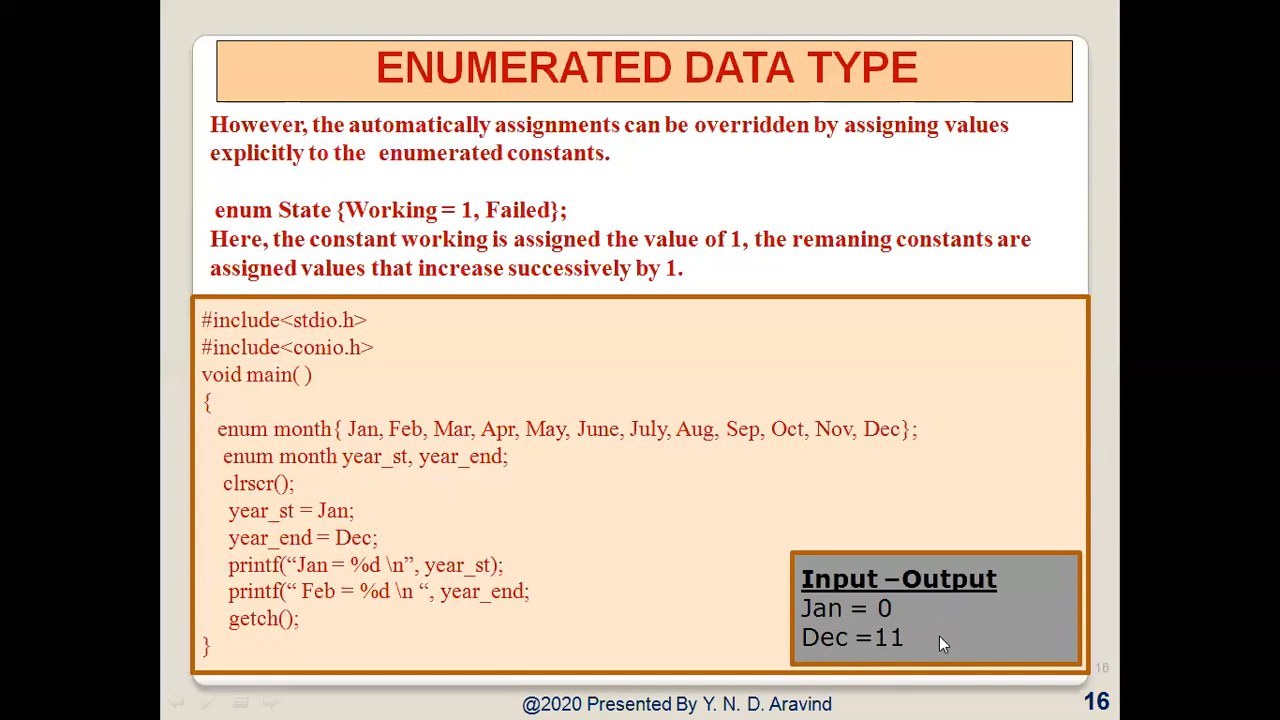 ENUMERATED DATA TYPE
However, the automatically assignments can be overridden by assigning values
explicitly to the enumerated constants.
enum State {Working = 1, Failed};
Here, the constant working is assigned the value of 1, the remaning constants are
assigned values that increase successively by 1.
#include<stdio.h>
#include<conio.h>
void main( )
{
enum month{ Jan, Feb, Mar, Apr, May, June, July, Aug, Sep, Oct, Nov, Dec};
enum month year_st, year_end;
clrscr();
year_st = Jan;
year_end = Dec;
printf(“Jan = %d \n”, year_st);
printf(“ Feb = %d \n “, year_end;
getch();
}
Input –Output
Jan = 0
Dec =11
16
@2020 Presented By Y. N. D. Aravind
16